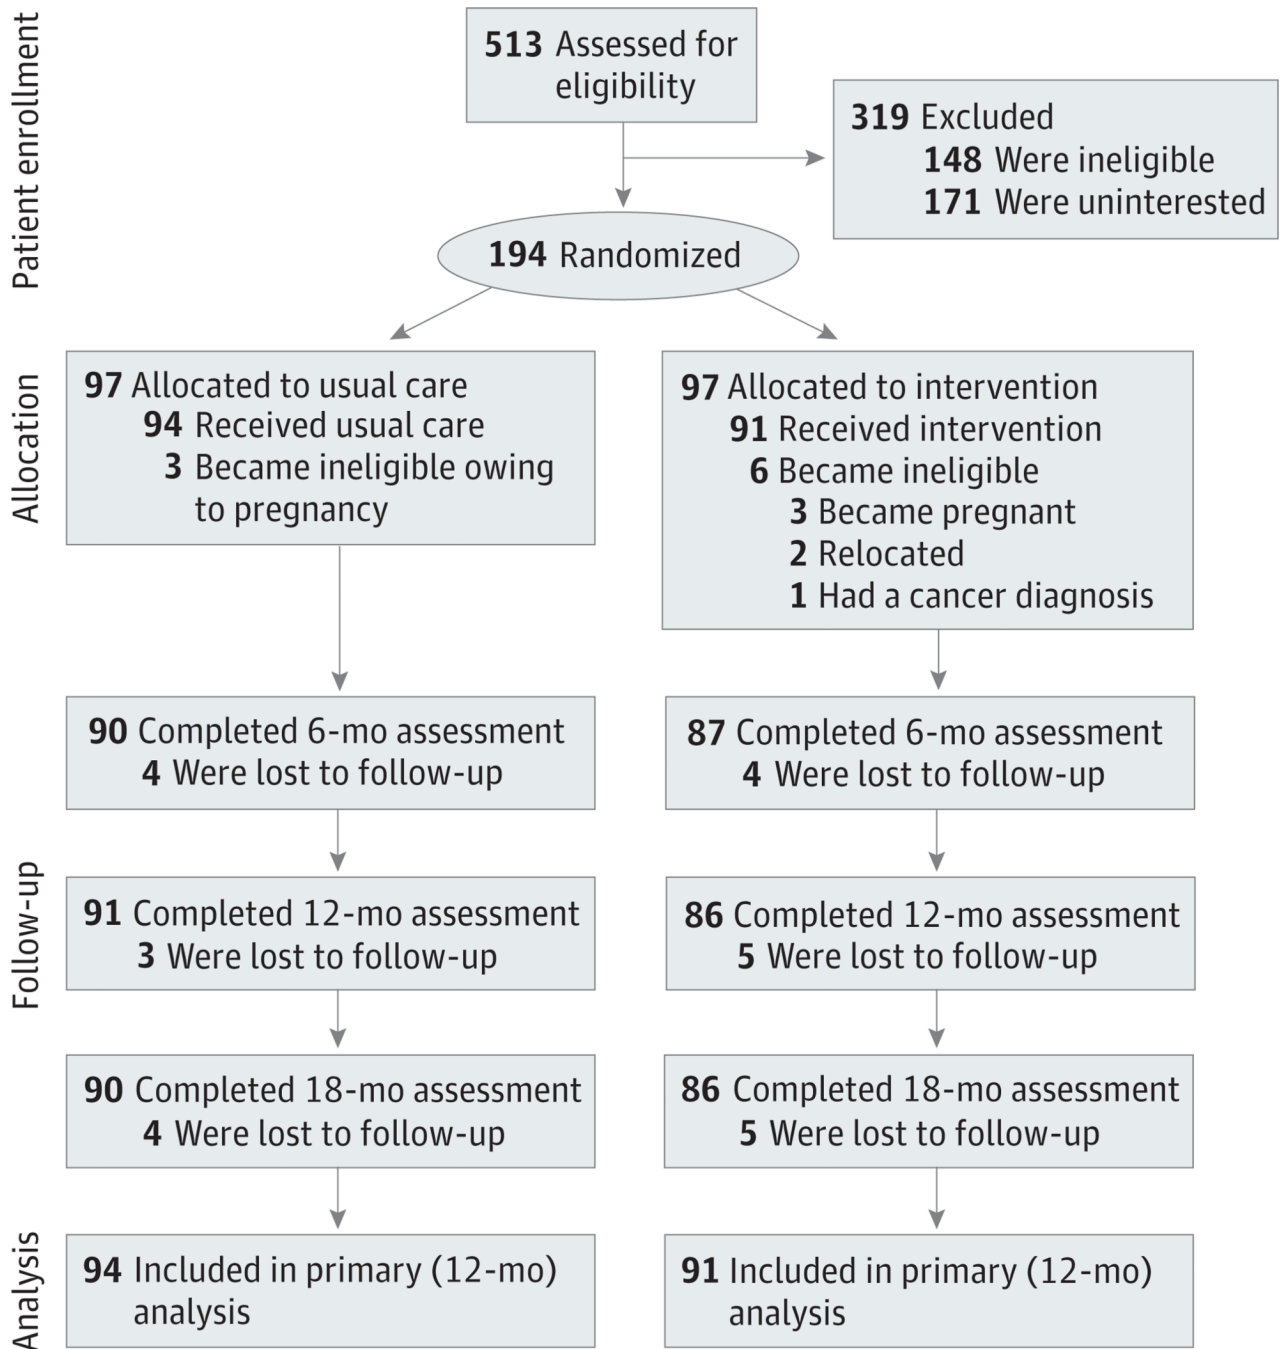 Patient enrollment
513 Assessed for
eligibility
319 Excluded
148 Were ineligible
171 Were uninterested
194 Randomized
Allocation
97 Allocated to usual care
94 Received usual care
3 Became ineligible owing
to pregnancy
97 Allocated to intervention
91 Received intervention
6 Became ineligible
3 Became pregnant
2 Relocated
1 Had a cancer diagnosis
Follow-up
90 Completed 6-mo assessment
4 Were lost to follow-up
87 Completed 6-mo assessment
4 Were lost to follow-up
91 Completed 12-mo assessment
3 Were lost to follow-up
86 Completed 12-mo assessment
5 Were lost to follow-up
90 Completed 18-mo assessment
4 Were lost to follow-up
86 Completed 18-mo assessment
5 Were lost to follow-up
Analysis
94 Included in primary (12-mo)
analysis
91 Included in primary (12-mo)
analysis